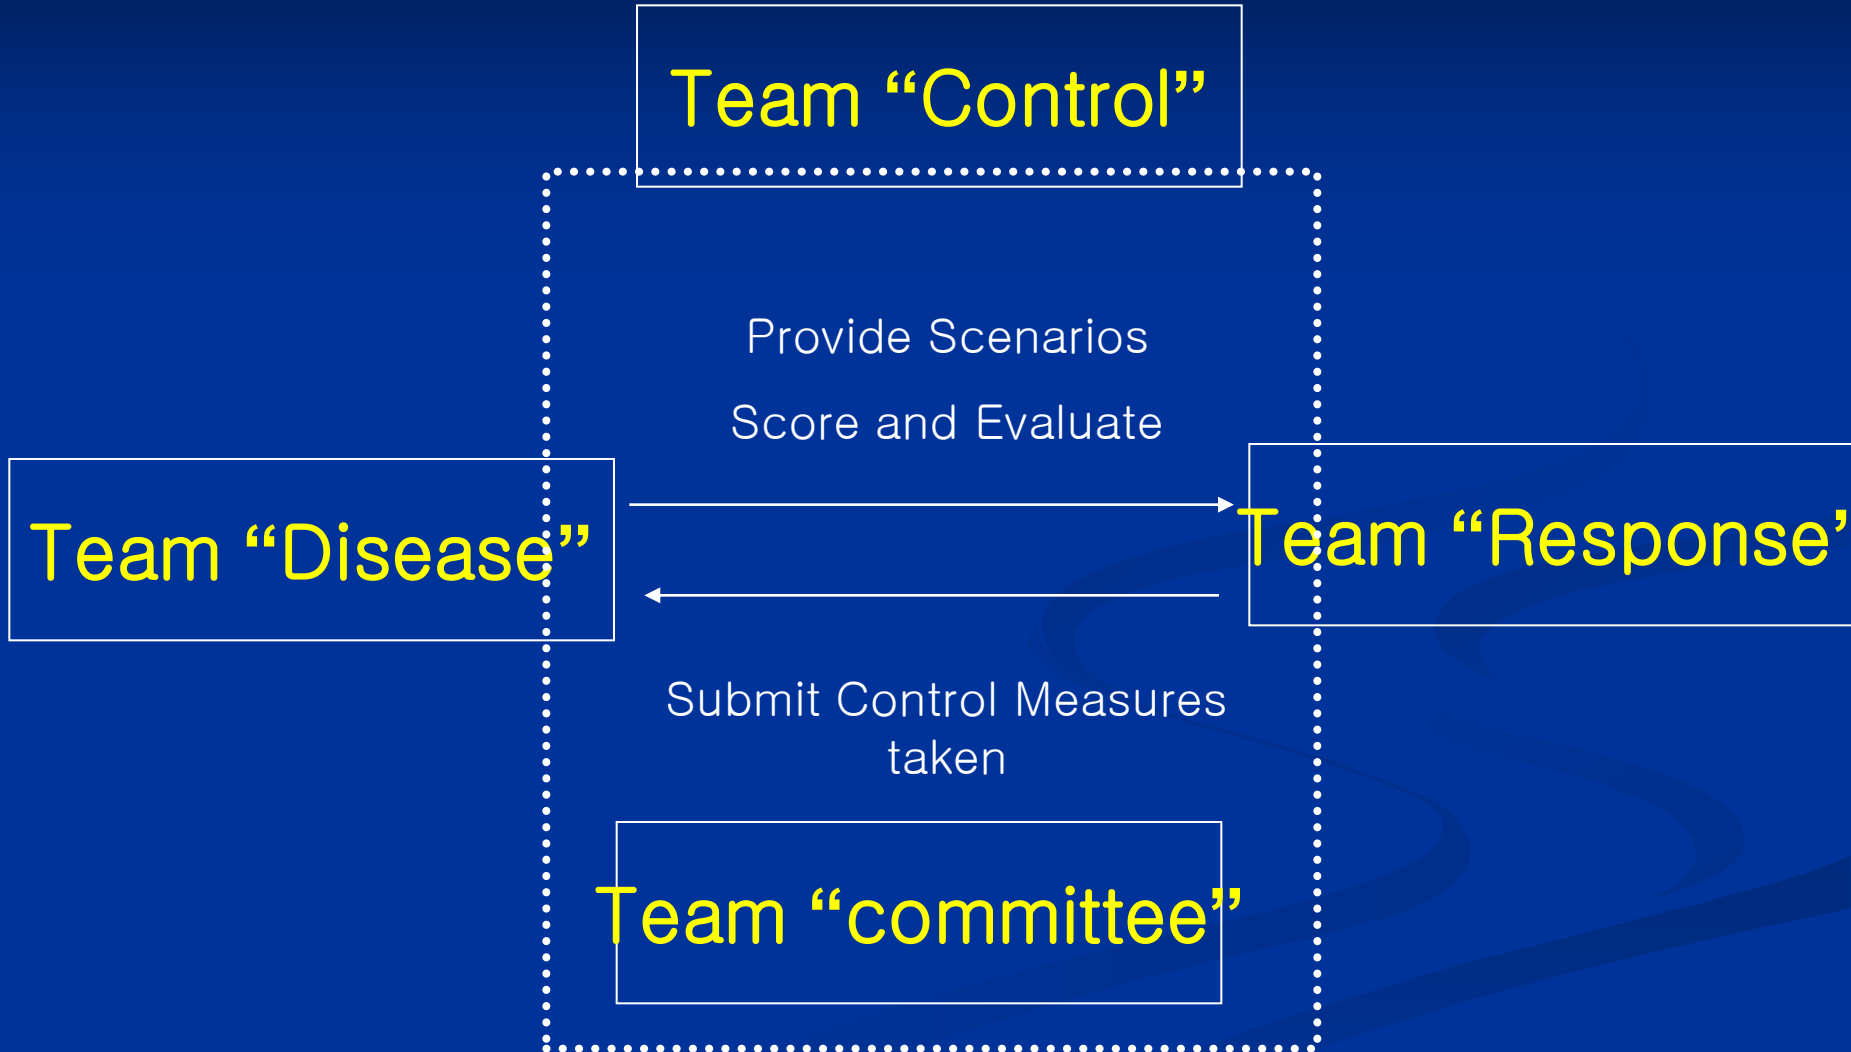 Team “Control”
Provide Scenarios
Score and Evaluate
Team “Disease”
Team “Response’
Submit Control Measures
taken
Team “committee”